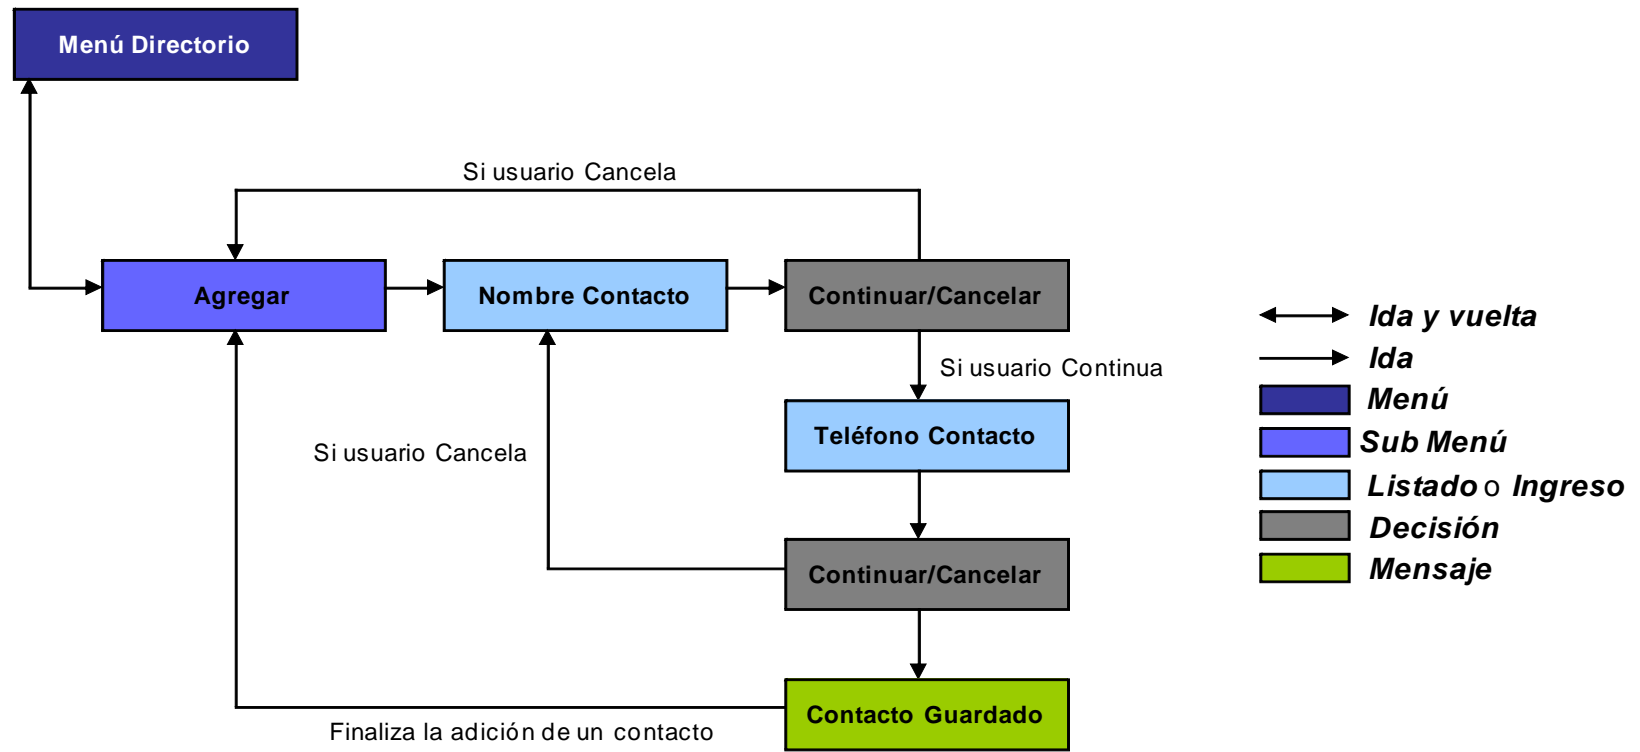 Menú Directorio
Si usuario Cancela
Agregar
Nombre Contacto
Continuar/Cancelar
Si usuario Continua
Teléfono Contacto
Si usuario Cancela
Continuar/Cancelar
Contacto Guardado
Finaliza la adición de un contacto
Ida y vuelta
Ida
Menú
Sub Menú
Listado o Ingreso
Decisión
Mensaje